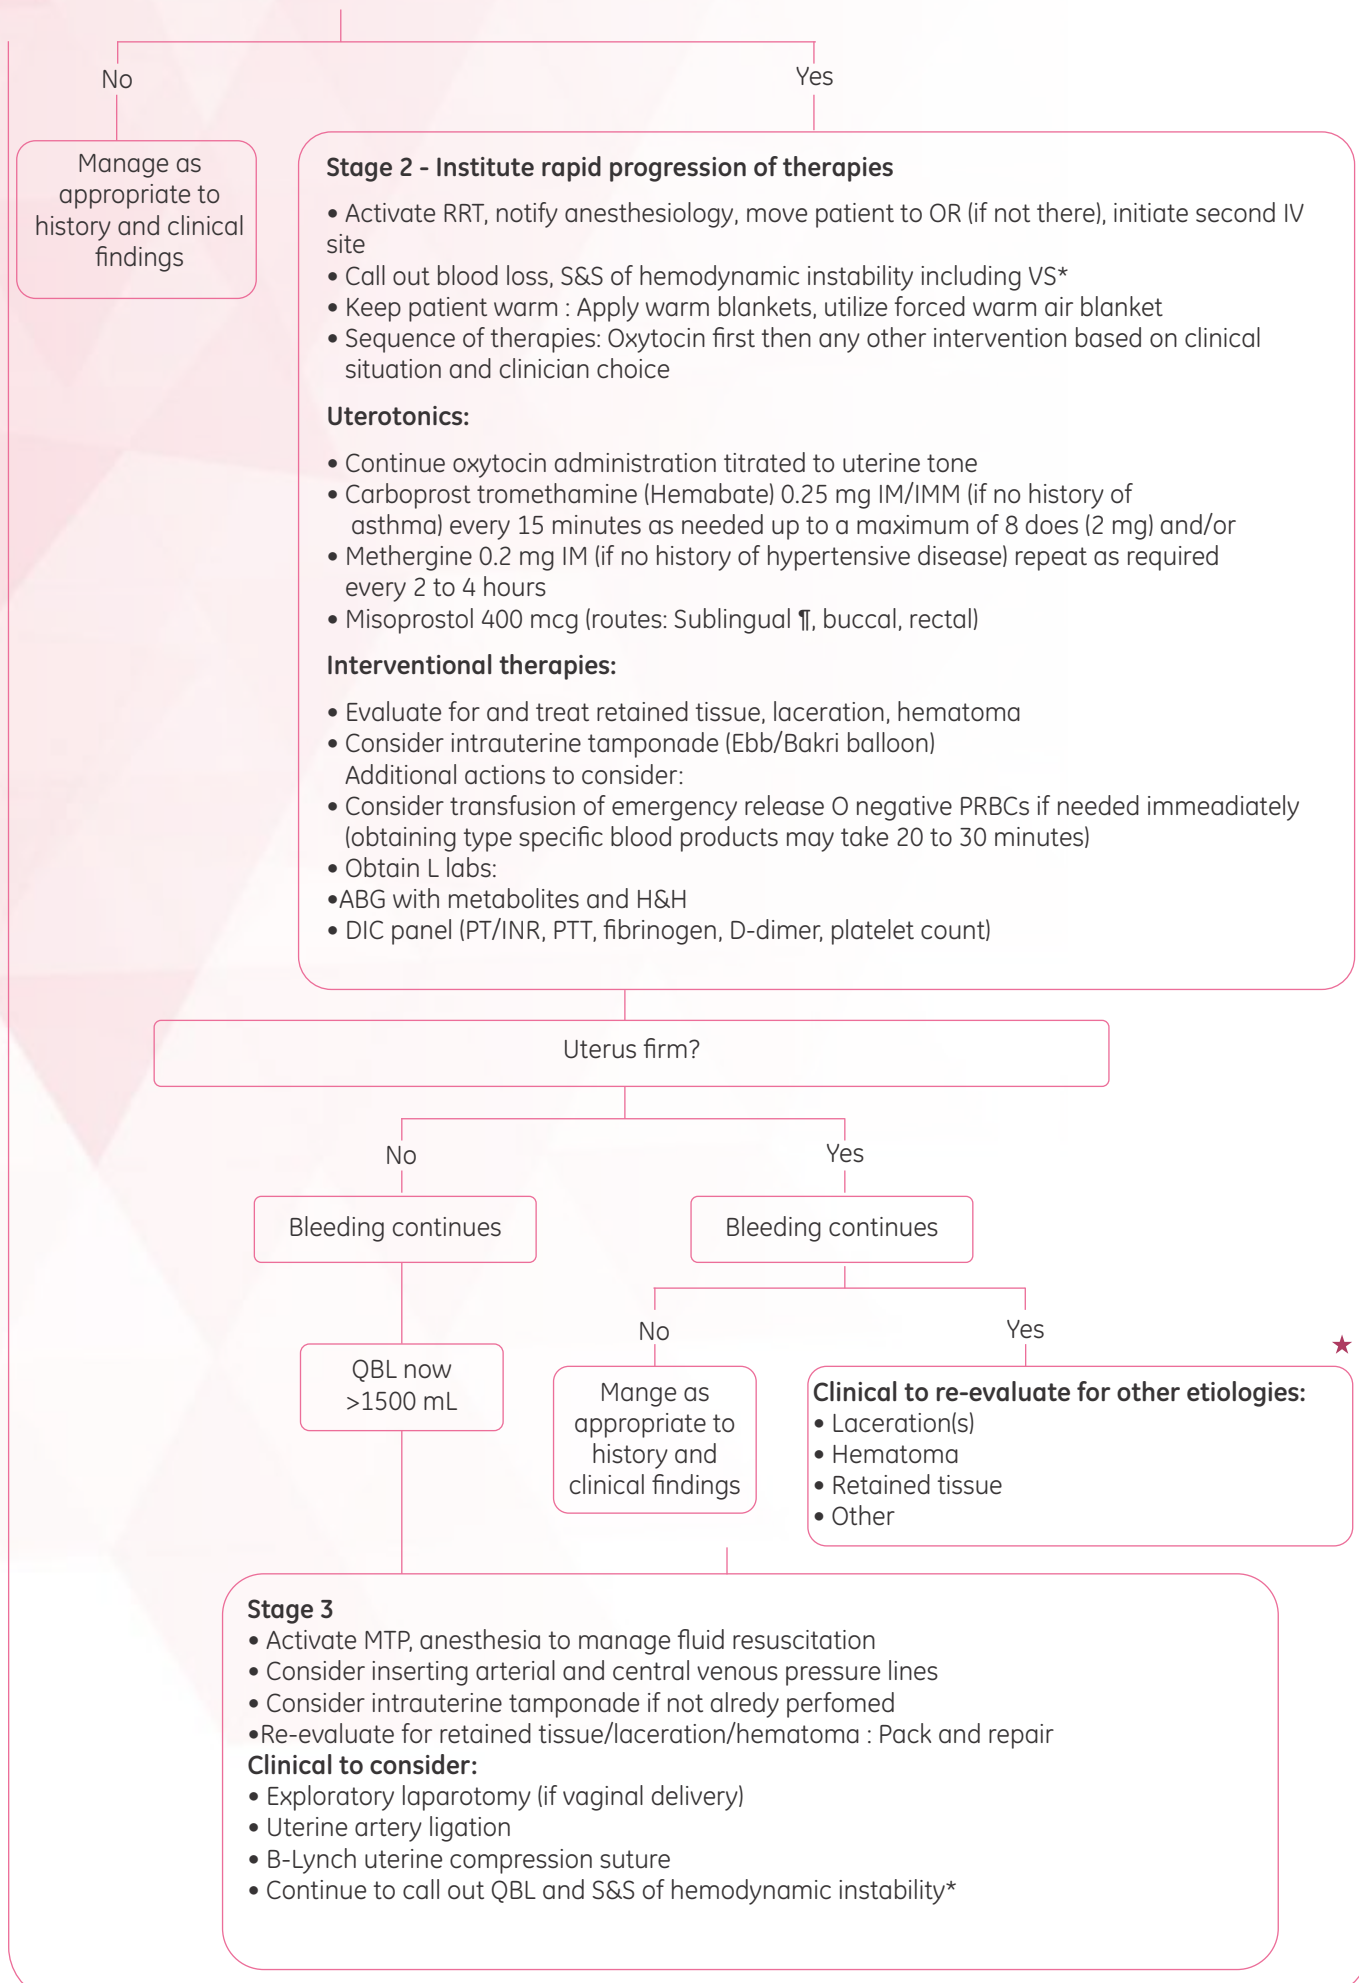 No
Yes
Manage as
appropriate to
history and clinical
findings
Stage 2 - Institute rapid progression of therapies
• Activate RRT, notify anesthesiology, move patient to OR (if not there), initiate second IV
site
• Call out blood loss, S&S of hemodynamic instability including VS*
• Keep patient warm : Apply warm blankets, utilize forced warm air blanket
• Sequence of therapies: Oxytocin first then any other intervention based on clinical
situation and clinician choice
Uterotonics:
• Continue oxytocin administration titrated to uterine tone
• Carboprost tromethamine (Hemabate) 0.25 mg IM/IMM (if no history of
asthma) every 15 minutes as needed up to a maximum of 8 does (2 mg) and/or
• Methergine 0.2 mg IM (if no history of hypertensive disease) repeat as required
every 2 to 4 hours
• Misoprostol 400 mcg (routes: Sublingual ¶, buccal, rectal)
Interventional therapies:
• Evaluate for and treat retained tissue, laceration, hematoma
• Consider intrauterine tamponade (Ebb/Bakri balloon)
Additional actions to consider:
• Consider transfusion of emergency release O negative PRBCs if needed immeadiately
(obtaining type specific blood products may take 20 to 30 minutes)
• Obtain L labs:
•ABG with metabolites and H&H
• DIC panel (PT/INR, PTT, fibrinogen, D-dimer, platelet count)
Uterus firm?
No
Yes
Bleeding continues
Bleeding continues
No
Yes
★
QBL now
>1500 mL
Mange as
appropriate to
history and
clinical findings
Clinical to re-evaluate for other etiologies:
• Laceration(s)
• Hematoma
• Retained tissue
• Other
Stage 3
• Activate MTP, anesthesia to manage fluid resuscitation
• Consider inserting arterial and central venous pressure lines
• Consider intrauterine tamponade if not alredy perfomed
•Re-evaluate for retained tissue/laceration/hematoma : Pack and repair
Clinical to consider:
• Exploratory laparotomy (if vaginal delivery)
• Uterine artery ligation
• B-Lynch uterine compression suture
• Continue to call out QBL and S&S of hemodynamic instability*